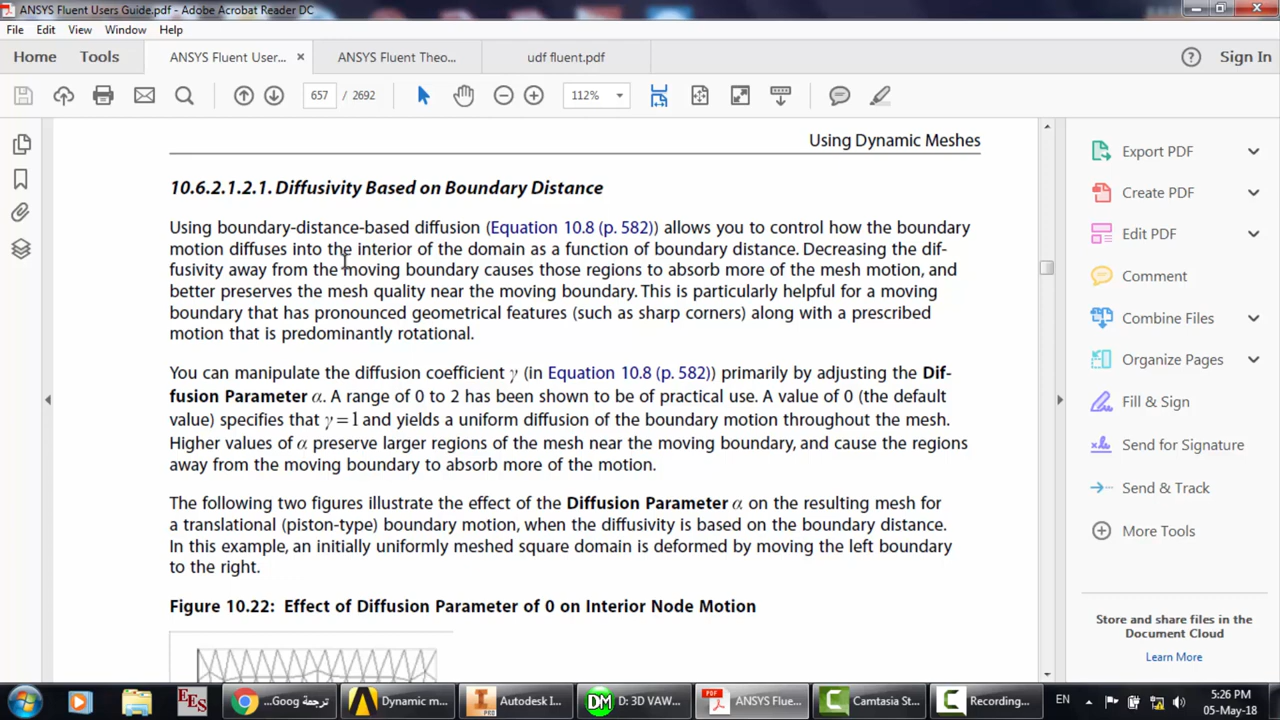 ANSYS Fluent Users Guide.pdf - Adobe Acrobat Reader DC
File Edit View Window Help
Home Tools ANSYS Fluent User... × ANSYS Fluent Theo... udf fluent.pdf ? Sign In
657 / 2692 112%
Using Dynamic Meshes
10.6.2.1.2.1. Diffusivity Based on Boundary Distance
Using boundary-distance-based diffusion (Equation 10.8 (p. 582)) allows you to control how the boundary
motion diffuses into the interior of the domain as a function of boundary distance. Decreasing the dif-
fusivity away from the moving boundary causes those regions to absorb more of the mesh motion, and
better preserves the mesh quality near the moving boundary. This is particularly helpful for a moving
boundary that has pronounced geometrical features (such as sharp corners) along with a prescribed
motion that is predominantly rotational.
You can manipulate the diffusion coefficient γ (in Equation 10.8 (p. 582)) primarily by adjusting the Dif-
fusion Parameter α. A range of 0 to 2 has been shown to be of practical use. A value of 0 (the default
value) specifies that γ = 1 and yields a uniform diffusion of the boundary motion throughout the mesh.
Higher values of α preserve larger regions of the mesh near the moving boundary, and cause the regions
away from the moving boundary to absorb more of the motion.
The following two figures illustrate the effect of the Diffusion Parameter α on the resulting mesh for
a translational (piston-type) boundary motion, when the diffusivity is based on the boundary distance.
In this example, an initially uniformly meshed square domain is deformed by moving the left boundary
to the right.
Figure 10.22: Effect of Diffusion Parameter of 0 on Interior Node Motion
Export PDF
Create PDF
Edit PDF
Comment
Combine Files
Organize Pages
Fill & Sign
Send for Signature
Send & Track
More Tools
Store and share files in the
Document Cloud
Learn More
EES ترجمة - Goog... Dynamic m... Autodesk I... DM D: 3D VAW... PDF ANSYS Flue... Camtasia St... Recording... EN 5:26 PM
05-May-18